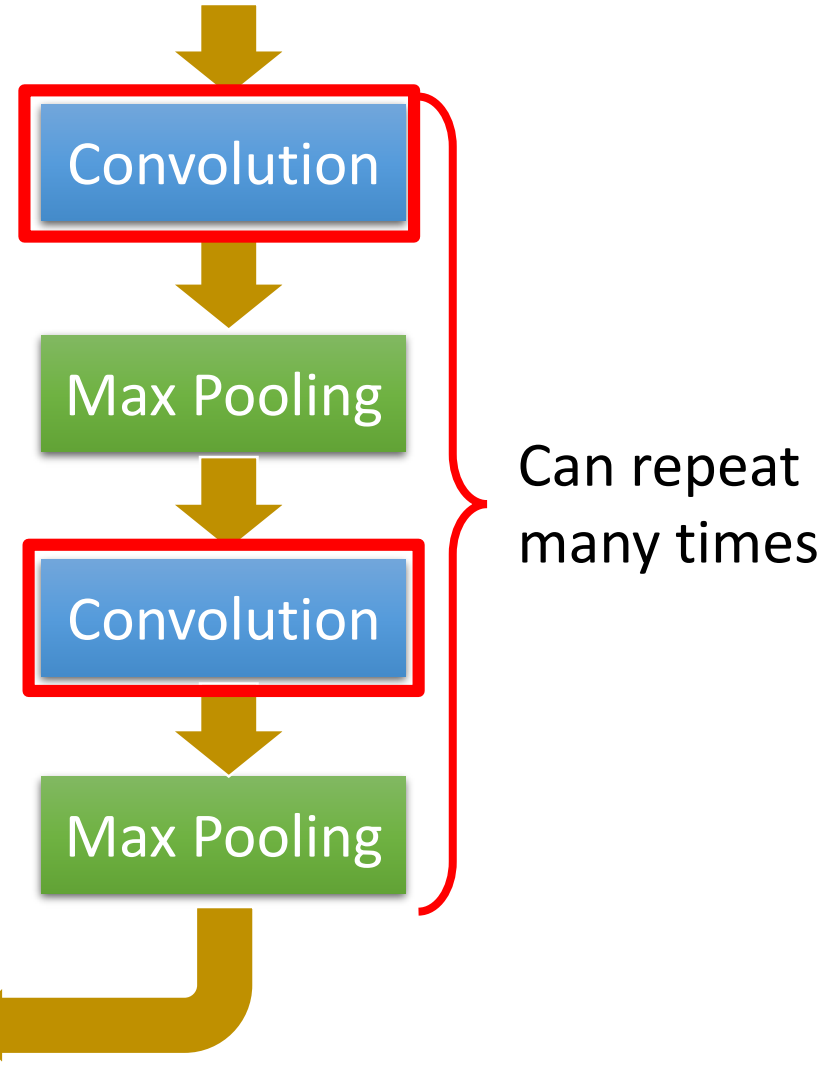 Convolution
Max Pooling
Can repeat
many times
Convolution
Max Pooling